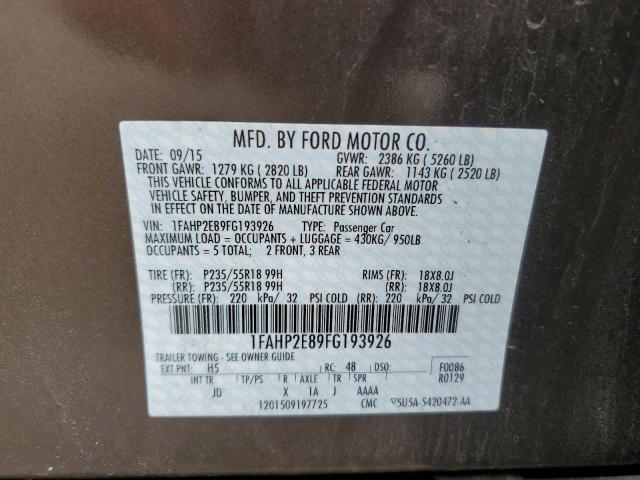 MFD. BY FORD MOTOR CO.
DATE: 09/15 GVWR: 2386 KG ( 5260 LB)
FRONT GAWR: 1279 KG ( 2820 LB) REAR GAWR: 1143 KG ( 2520 LB)
THIS VEHICLE CONFORMS TO ALL APPLICABLE FEDERAL MOTOR
VEHICLE SAFETY, BUMPER, AND THEFT PREVENTION STANDARDS
IN EFFECT ON THE DATE OF MANUFACTURE SHOWN ABOVE.
VIN: 1FAHP2E89FG193926 TYPE: Passenger Car
MAXIMUM LOAD = OCCUPANTS + LUGGAGE = 430KG/ 950LB
OCCUPANTS = 5 TOTAL; 2 FRONT, 3 REAR
TIRE (FR): P235/55R18 99H RIMS (FR): 18X8.0J
(RR): P235/55R18 99H (RR): 18X8.0J
PRESSURE (FR): 220 kPa/ 32 PSI COLD (RR): 220 kPa/ 32 PSI COLD
1FAHP2E89FG193926
TRAILER TOWING - SEE OWNER GUIDE
EXT PNT: H5 RC: 48 DSO: F0086
INT TR TP/PS R AXLE TR SPR R0129
JD X 1A J AAAA
1201509197725 CMC ▽5U5A-5420472-AA